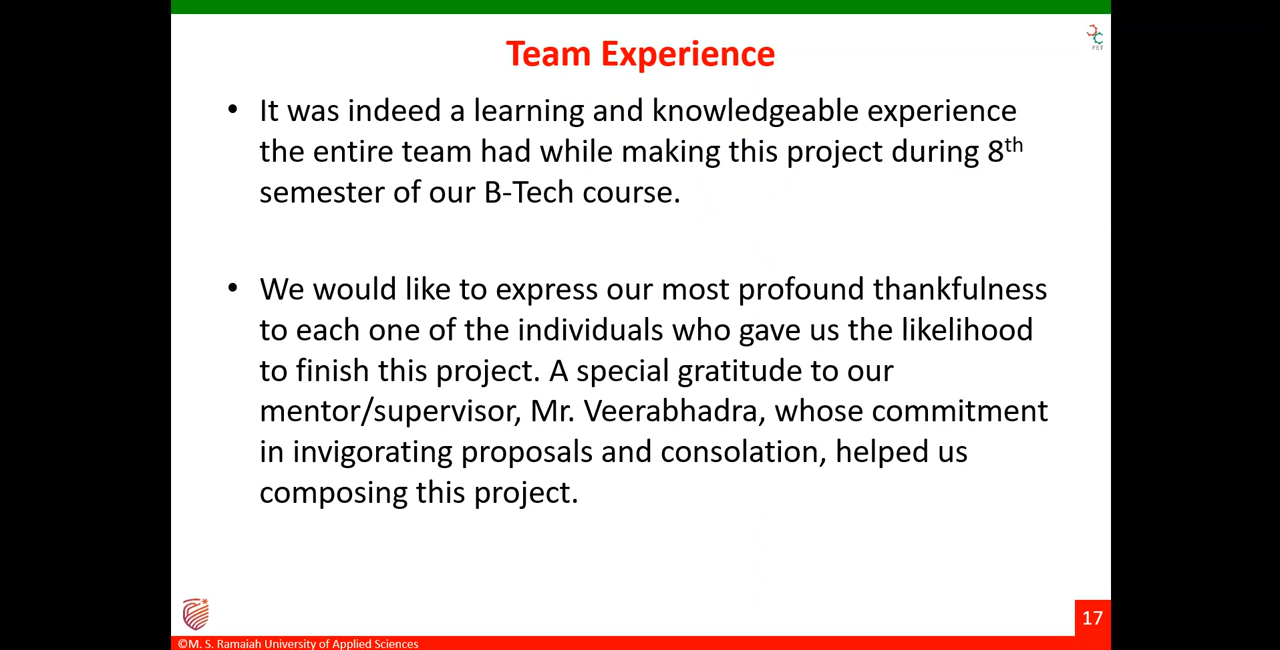 FET
Team Experience
• It was indeed a learning and knowledgeable experience
the entire team had while making this project during 8th
semester of our B-Tech course.
• We would like to express our most profound thankfulness
to each one of the individuals who gave us the likelihood
to finish this project. A special gratitude to our
mentor/supervisor, Mr. Veerabhadra, whose commitment
in invigorating proposals and consolation, helped us
composing this project.
17
©M. S. Ramaiah University of Applied Sciences